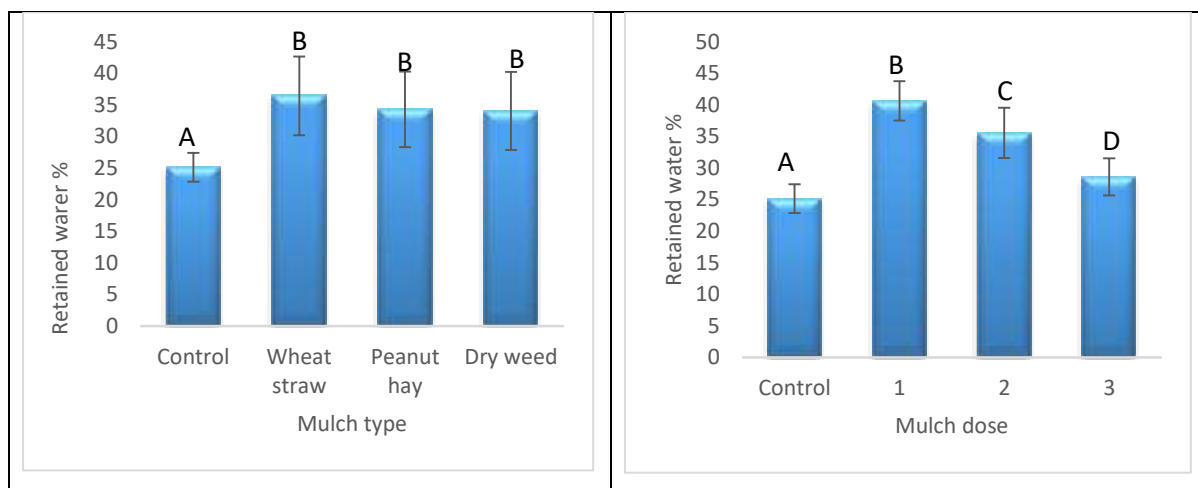 Retained warer %
45
40
35
30
25
20
15
10
5
0
A
B
B
B
Control
Wheat
straw
Peanut
hay
Dry weed
Mulch type
Retained water %
50
45
40
35
30
25
20
15
10
5
0
A
B
C
D
Control
1
2
3
Mulch dose